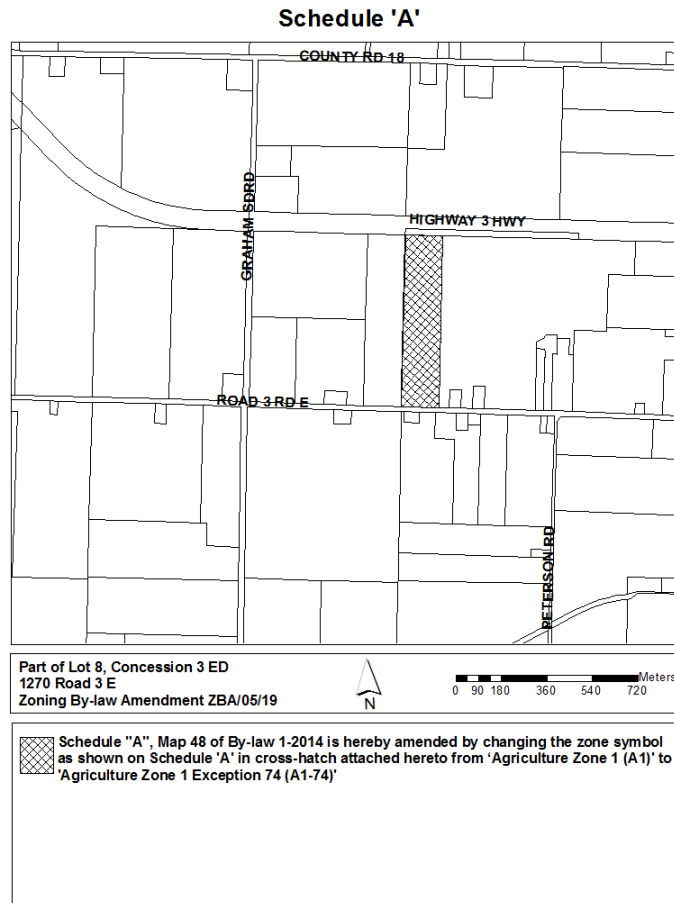 Schedule 'A'
COUNTY RD 18
GRAHAM SDRD
HIGHWAY 3 HWY
ROAD 3 RD E
PETERSON RD
Part of Lot 8, Concession 3 ED
1270 Road 3 E
Zoning By-law Amendment ZBA/05/19
N
Meters
0 90 180 360 540 720
Schedule "A", Map 48 of By-law 1-2014 is hereby amended by changing the zone symbol
as shown on Schedule 'A' in cross-hatch attached hereto from ‘Agriculture Zone 1 (A1)' to
'Agriculture Zone 1 Exception 74 (A1-74)'